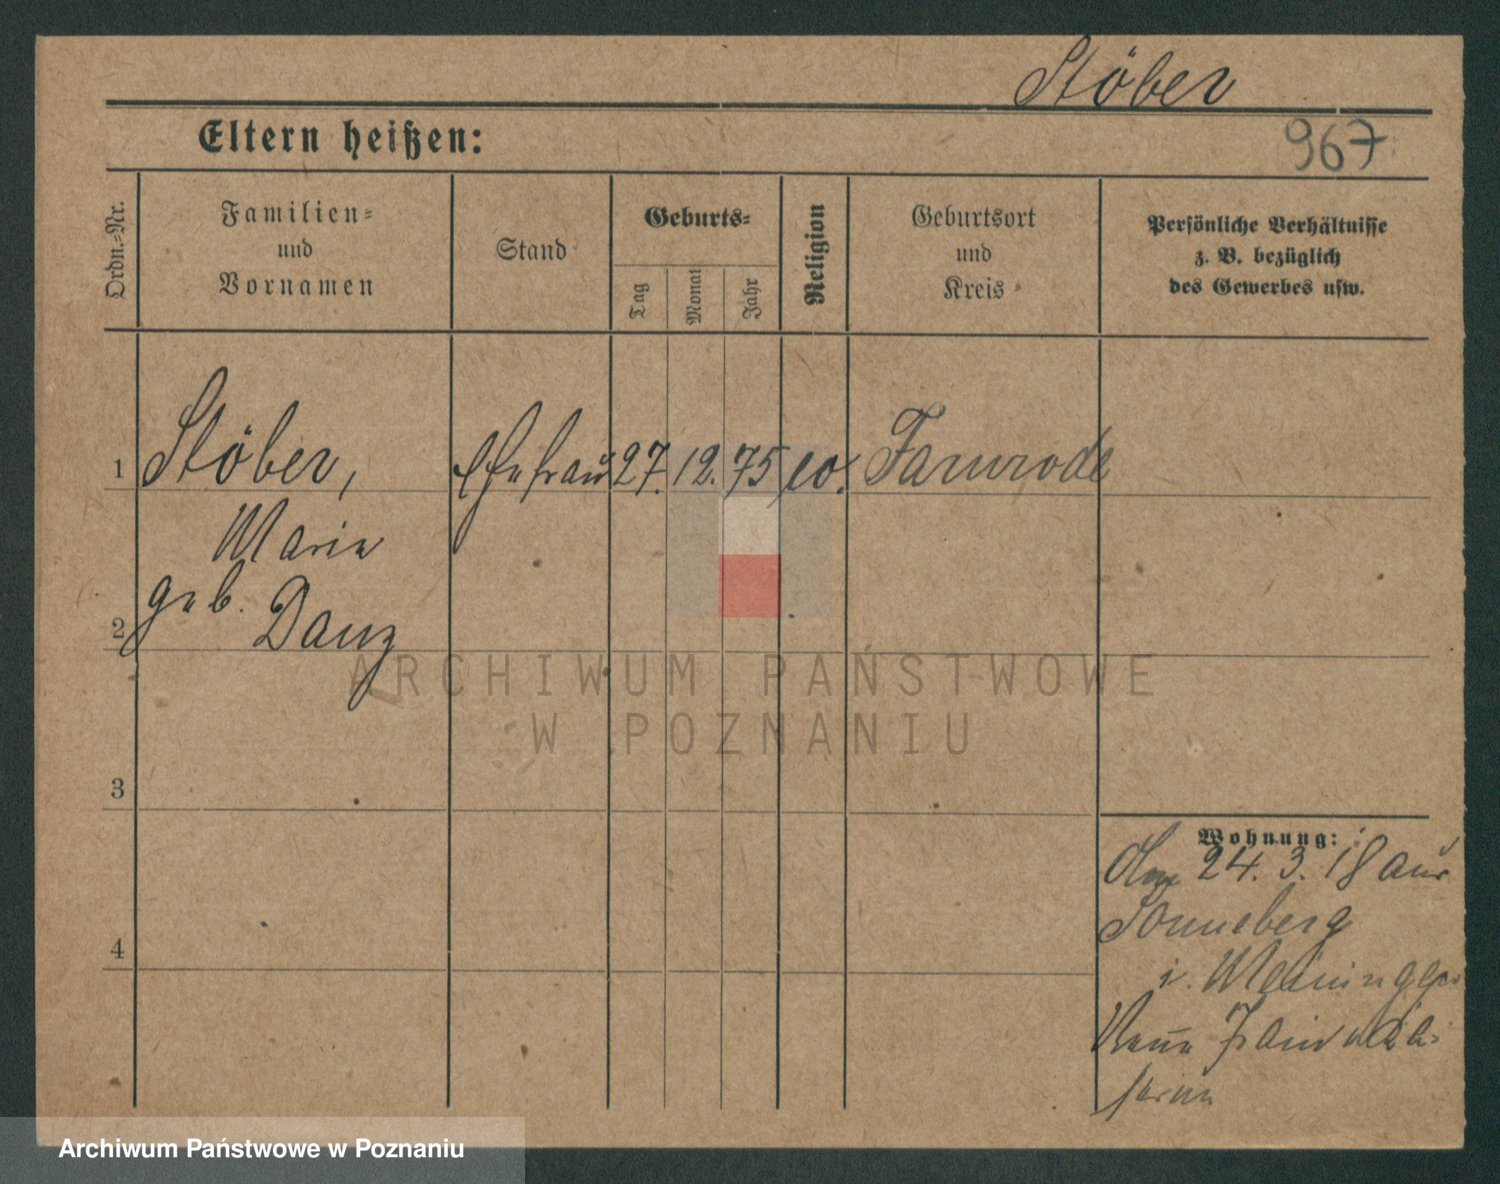 Stöber
Eltern heißen:
967
Ordn.-Nr.
Familien-
und
Vornamen
Stand
Geburts-
Tag
Monat
Jahr
Religion
Geburtsort
und
Kreis
Persönliche Verhältnisse
z. B. bezüglich
des Gewerbes usw.
1 Stöber, Ehefrau 27. 12. 75 ev.
Marie
geb. Danz
2
3
4
Wohnung:
24. 3. 18 aus
Sonneberg
i.
ARCHIWUM PAŃSTWOWE
W POZNANIU
Archiwum Państwowe w Poznaniu